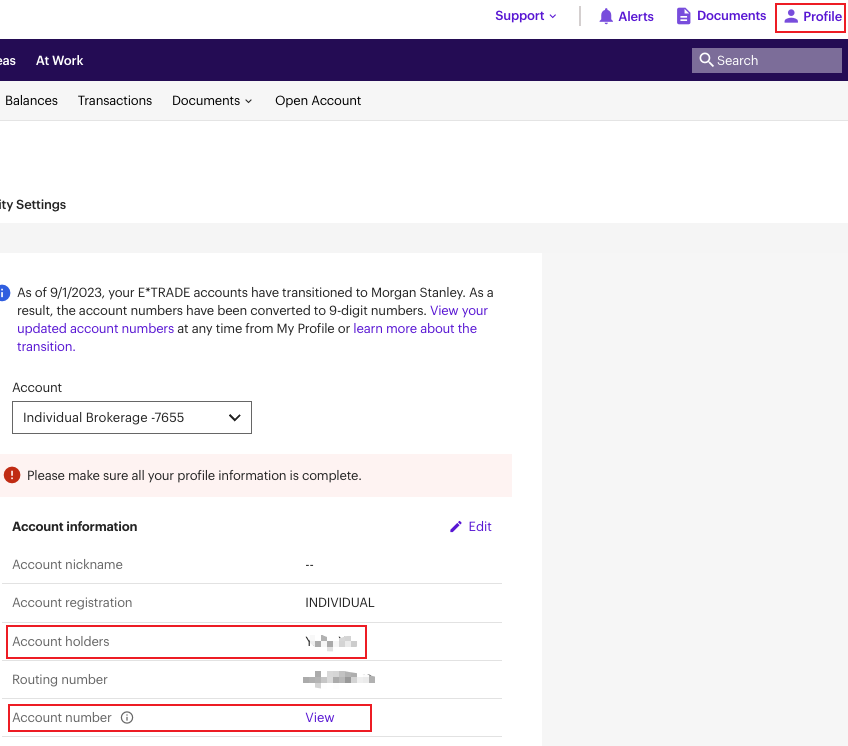 Support
Alerts
Documents
Profile
eas
At Work
Search
Balances
Transactions
Documents
Open Account
ity Settings
As of 9/1/2023, your E*TRADE accounts have transitioned to Morgan Stanley. As a
result, the account numbers have been converted to 9-digit numbers. View your
updated account numbers at any time from My Profile or learn more about the
transition.
Account
Individual Brokerage -7655
Please make sure all your profile information is complete.
Account information
Edit
Account nickname
--
Account registration
INDIVIDUAL
Account holders
Routing number
Account number
View